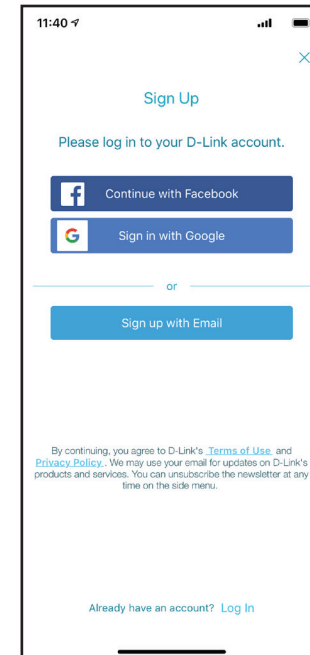 11:40
Sign Up
Please log in to your D-Link account.
Continue with Facebook
Sign in with Google
or
Sign up with Email
By continuing, you agree to D-Link's Terms of Use and
Privacy Policy. We may use your email for updates on D-Link's
products and services. You can unsubscribe the newsletter at any
time on the side menu.
Already have an account? Log In